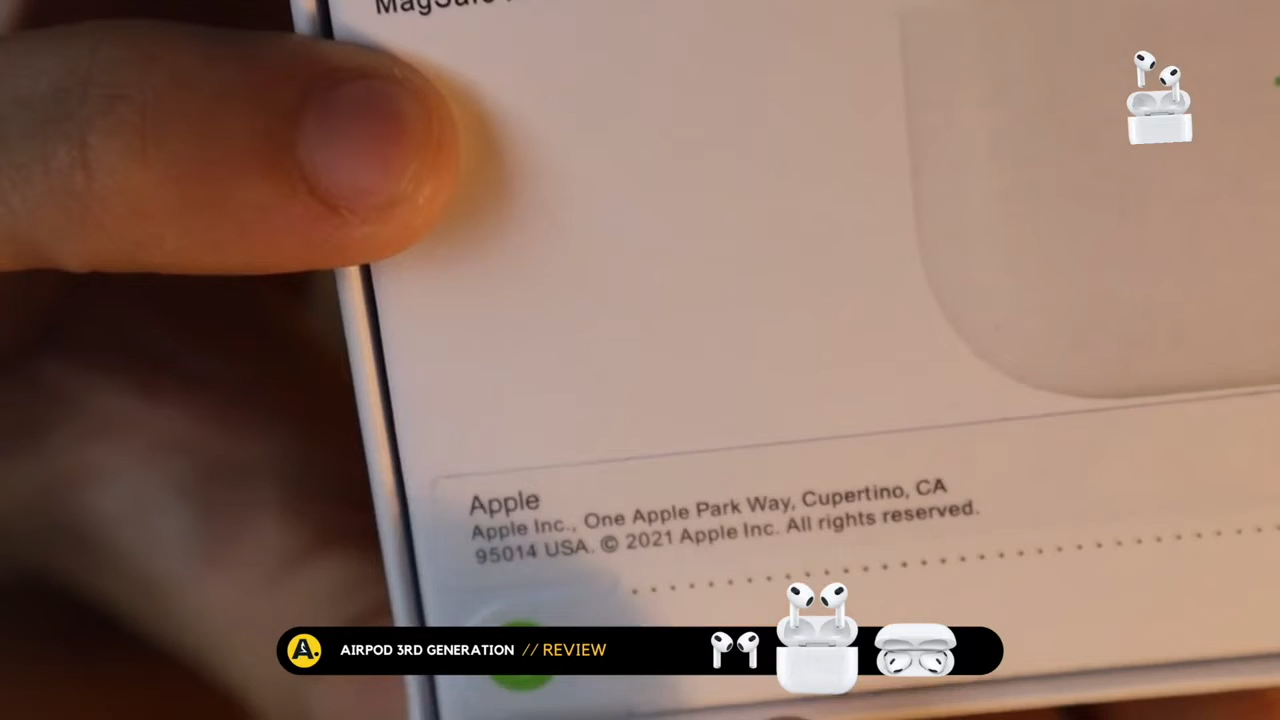 Apple
Apple Inc., One Apple Park Way, Cupertino, CA
95014 USA. © 2021 Apple Inc. All rights reserved.
A.
AIRPOD 3RD GENERATION // REVIEW